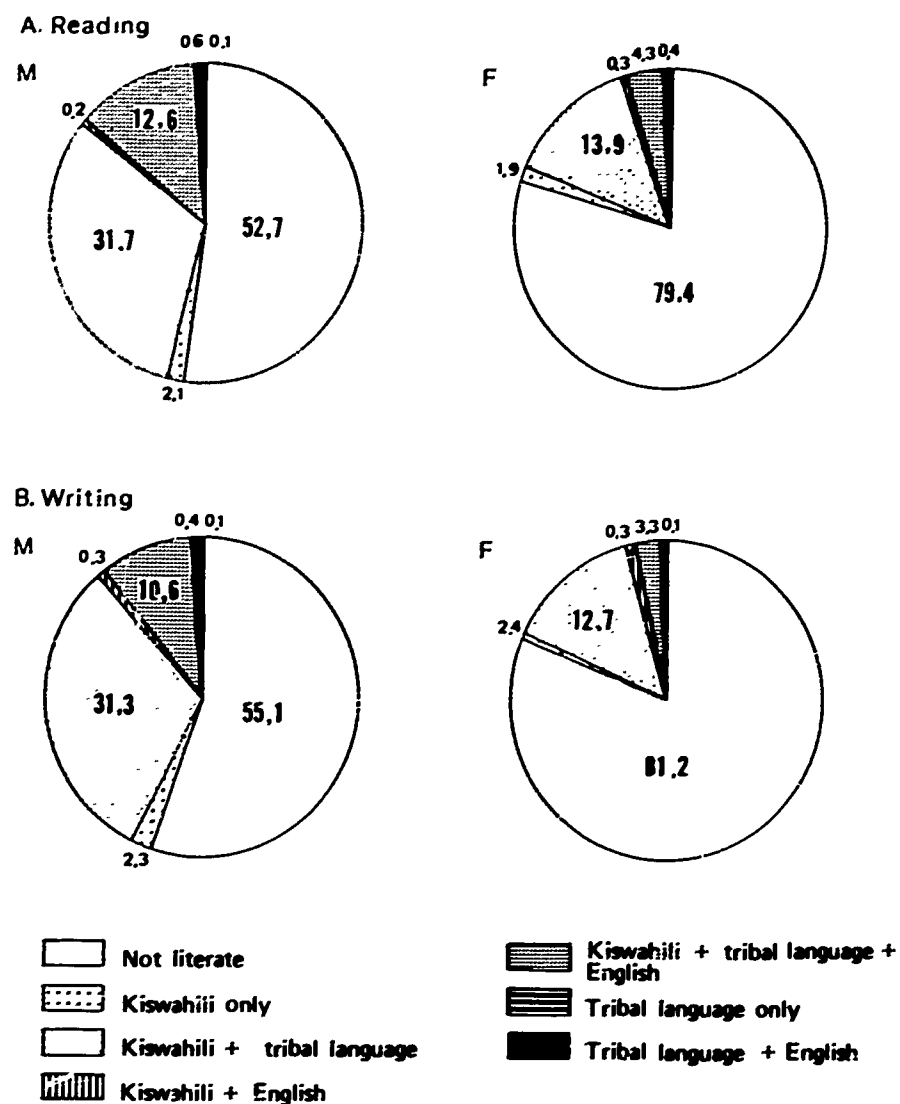 A. Reading
M
0,6 0,1
0,2
12,6
31.7
52,7
2,1
F
0,3 4,3 0,4
13,9
1,9
79.4
B. Writing
M
0,4 0,1
0,3
10,6
31,3
55,1
2,3
F
0,3 3,3 0,1
2,4
12,7
81,2
Not literate
Kiswahili only
Kiswahili + tribal language
Kiswahili + English
Kiswahili + tribal language +
English
Tribal language only
Tribal language + English